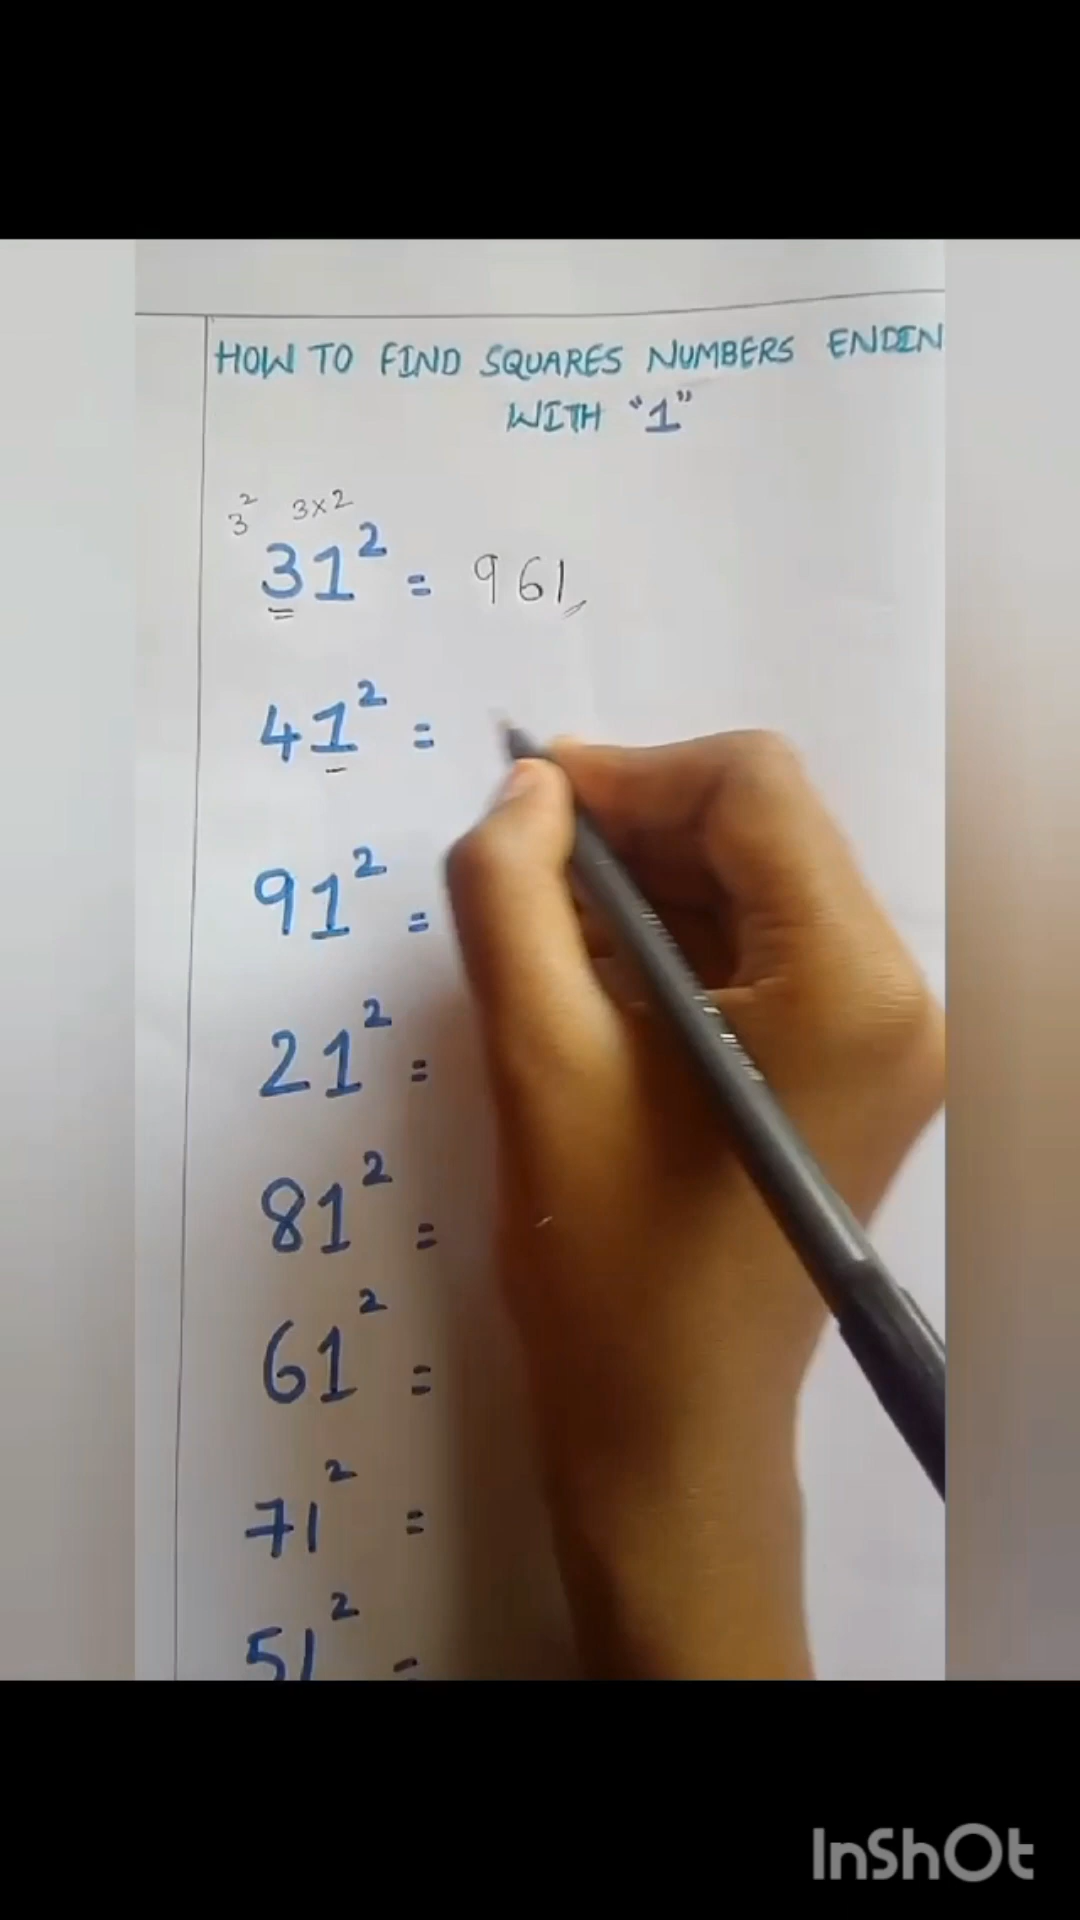 HOW TO FIND SQUARES NUMBERS ENDIN
WITH "1"
3² 3×2
31² = 961
41² =
91² =
21² =
81² =
61² =
71² =
51² =
InShOt